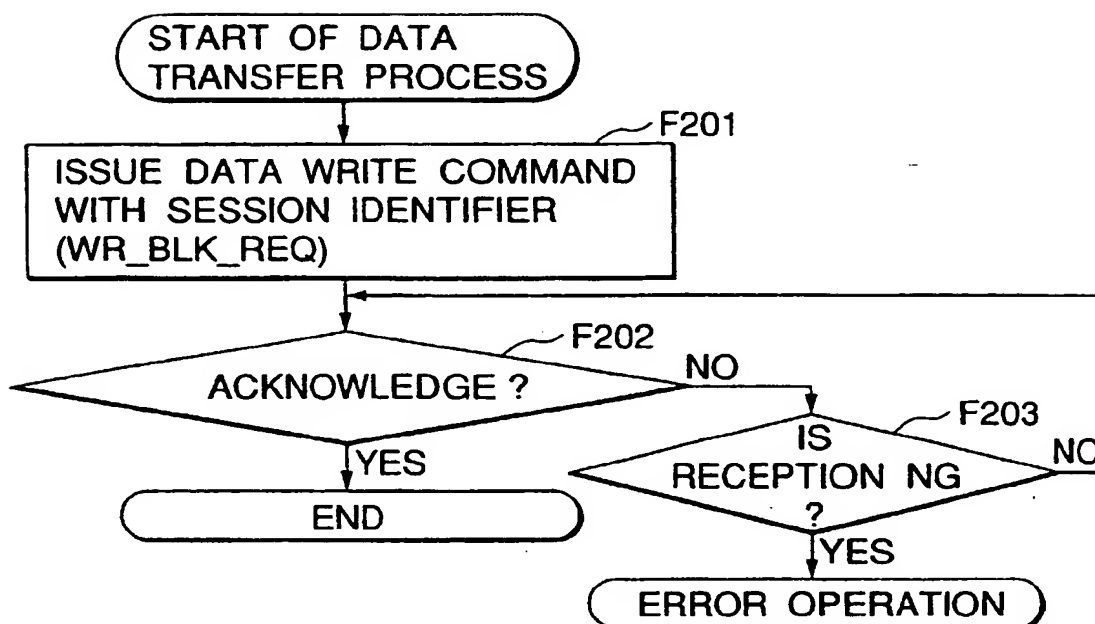 START OF DATA
TRANSFER PROCESS
F201
ISSUE DATA WRITE COMMAND
WITH SESSION IDENTIFIER
(WR_BLK_REQ)
F202
ACKNOWLEDGE ?
NO
F203
IS
RECEPTION NG
?
NO
YES
END
YES
ERROR OPERATION